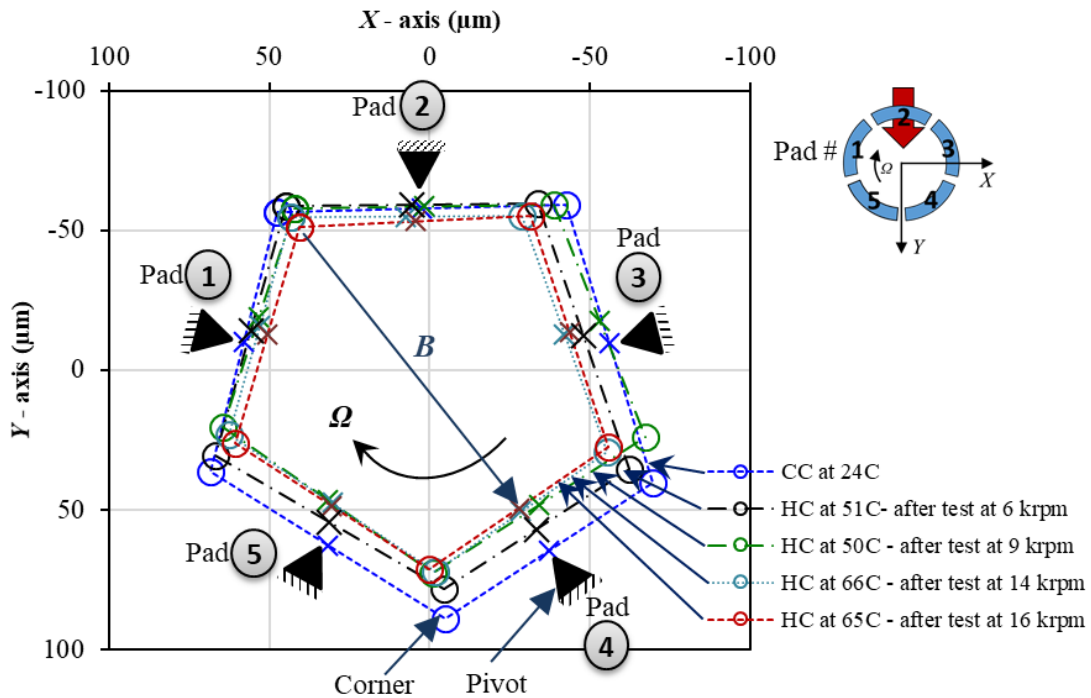 X - axis (µm)
100 50 0 -50 -100
-100
-50
0
50
100
Y - axis (µm)
Pad 2
Pad 1
Pad 3
Pad 5
Pad 4
B
Ω
Corner
Pivot
Pad #
1
2
3
4
5
Ω
X
Y
CC at 24C
HC at 51C- after test at 6 krpm
HC at 50C - after test at 9 krpm
HC at 66C - after test at 14 krpm
HC at 65C - after test at 16 krpm